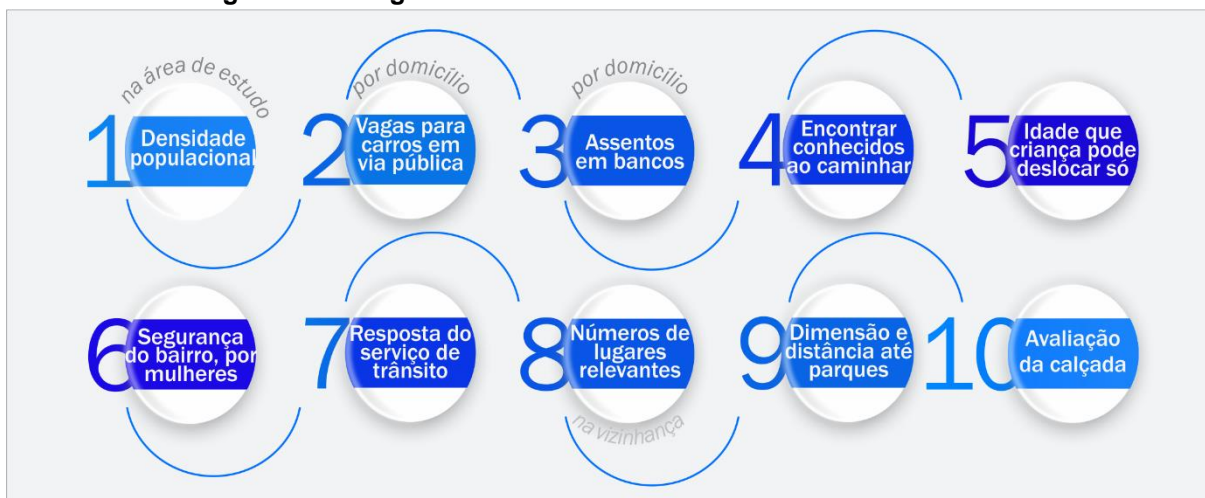 1
na área de estudo
Densidade
populacional
2
por domicílio
Vagas para
carros em
via pública
3
por domicílio
Assentos
em bancos
4
Encontrar
conhecidos
ao caminhar
5
Idade que
criança pode
deslocar só
6
Segurança
do bairro, por
mulheres
7
Resposta do
serviço de
trânsito
8
Números de
lugares
relevantes
na vizinhança
9
Dimensão e
distância até
parques
10
Avaliação
da calçada